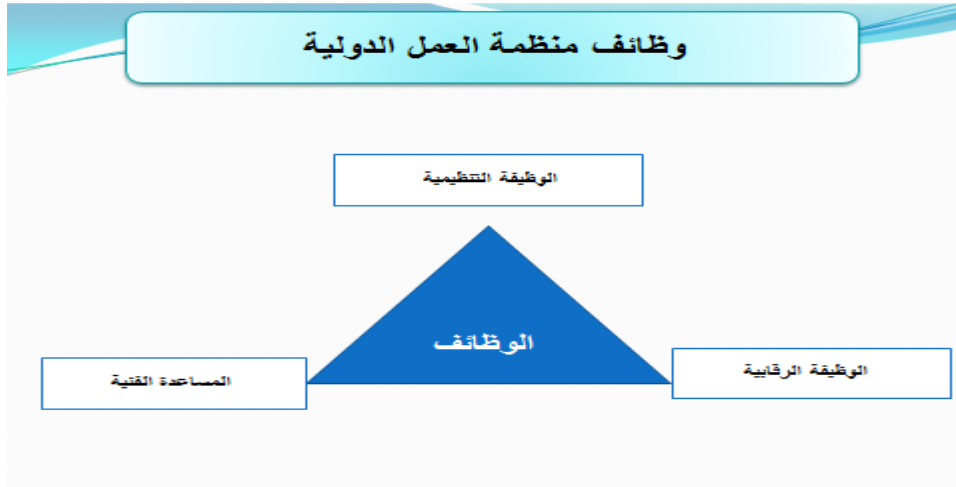 وظائف منظمة العمل الدولية
الوظيفة التنظيمية
الوظائف
الوظيفة الرقابية
المساعدة الفنية